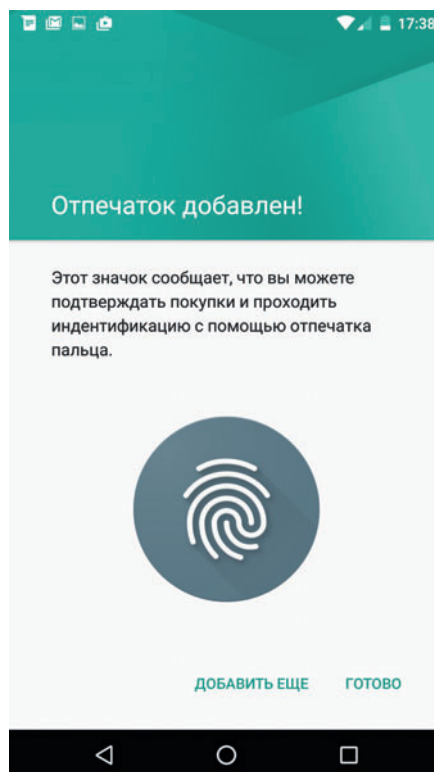 17:38
Отпечаток добавлен!
Этот значок сообщает, что вы можете
подтверждать покупки и проходить
индентификацию с помощью отпечатка
пальца.
ДОБАВИТЬ ЕЩЕ ГОТОВО